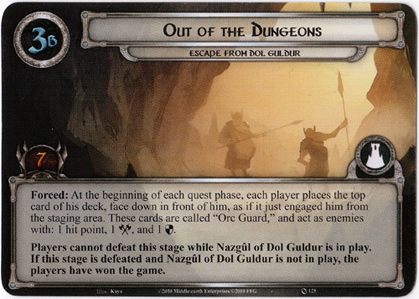 3B
OUT OF THE DUNGEONS
ESCAPE FROM DOL GULDUR
7
Forced: At the beginning of each quest phase, each player places the top
card of his deck, face down in front of him, as if it just engaged him from
the staging area. These cards are called “Orc Guard,” and act as enemies
with: 1 hit point, 1, and 1.
Players cannot defeat this stage while Nazgûl of Dol Guldur is in play.
If this stage is defeated and Nazgûl of Dol Guldur is not in play, the
players have won the game.
Middle-earth Enterprises
FFG
125